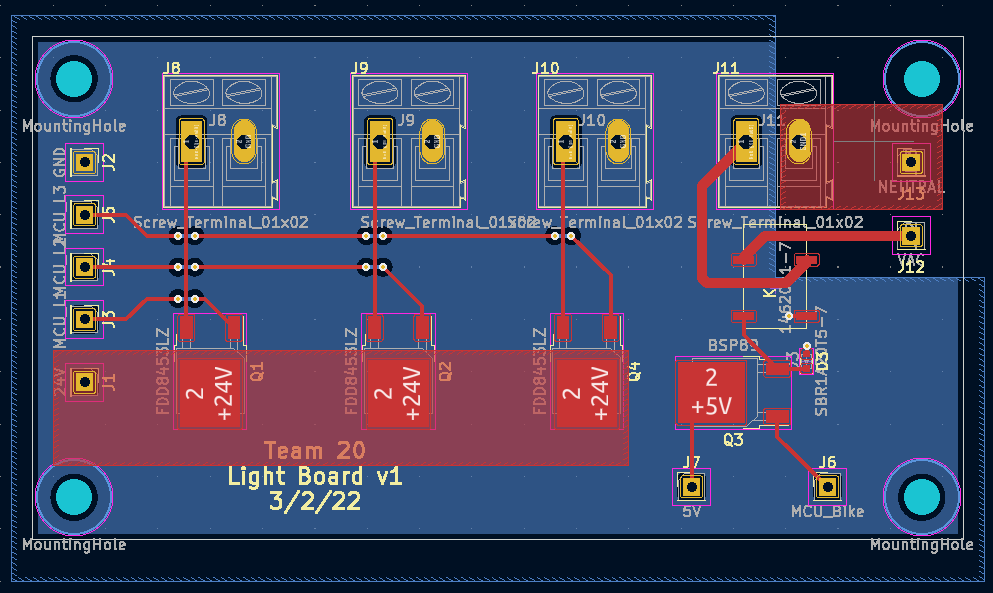 J8 J9 J10 J11
J8 J9 J10
MountingHole MountingHole
GND J2
Screw_Terminal_01x02 Screw_Terminal_01x02 Screw_Terminal_01x02 Screw_Terminal_01x02
NEUTRAL
J13
MCU_L3 J5
VAC
J12
MCU_L2 J4
MCU_L1 J3
24V J1
FDD8453LZ Q1 FDD8453LZ Q2 FDD8453LZ Q4
2 +24V 2 +24V 2 +24V
BSP89
2
+5V
Q3
Team 20
Light Board v1
3/2/22
J7 J6
5V MCU_Bike
MountingHole MountingHole